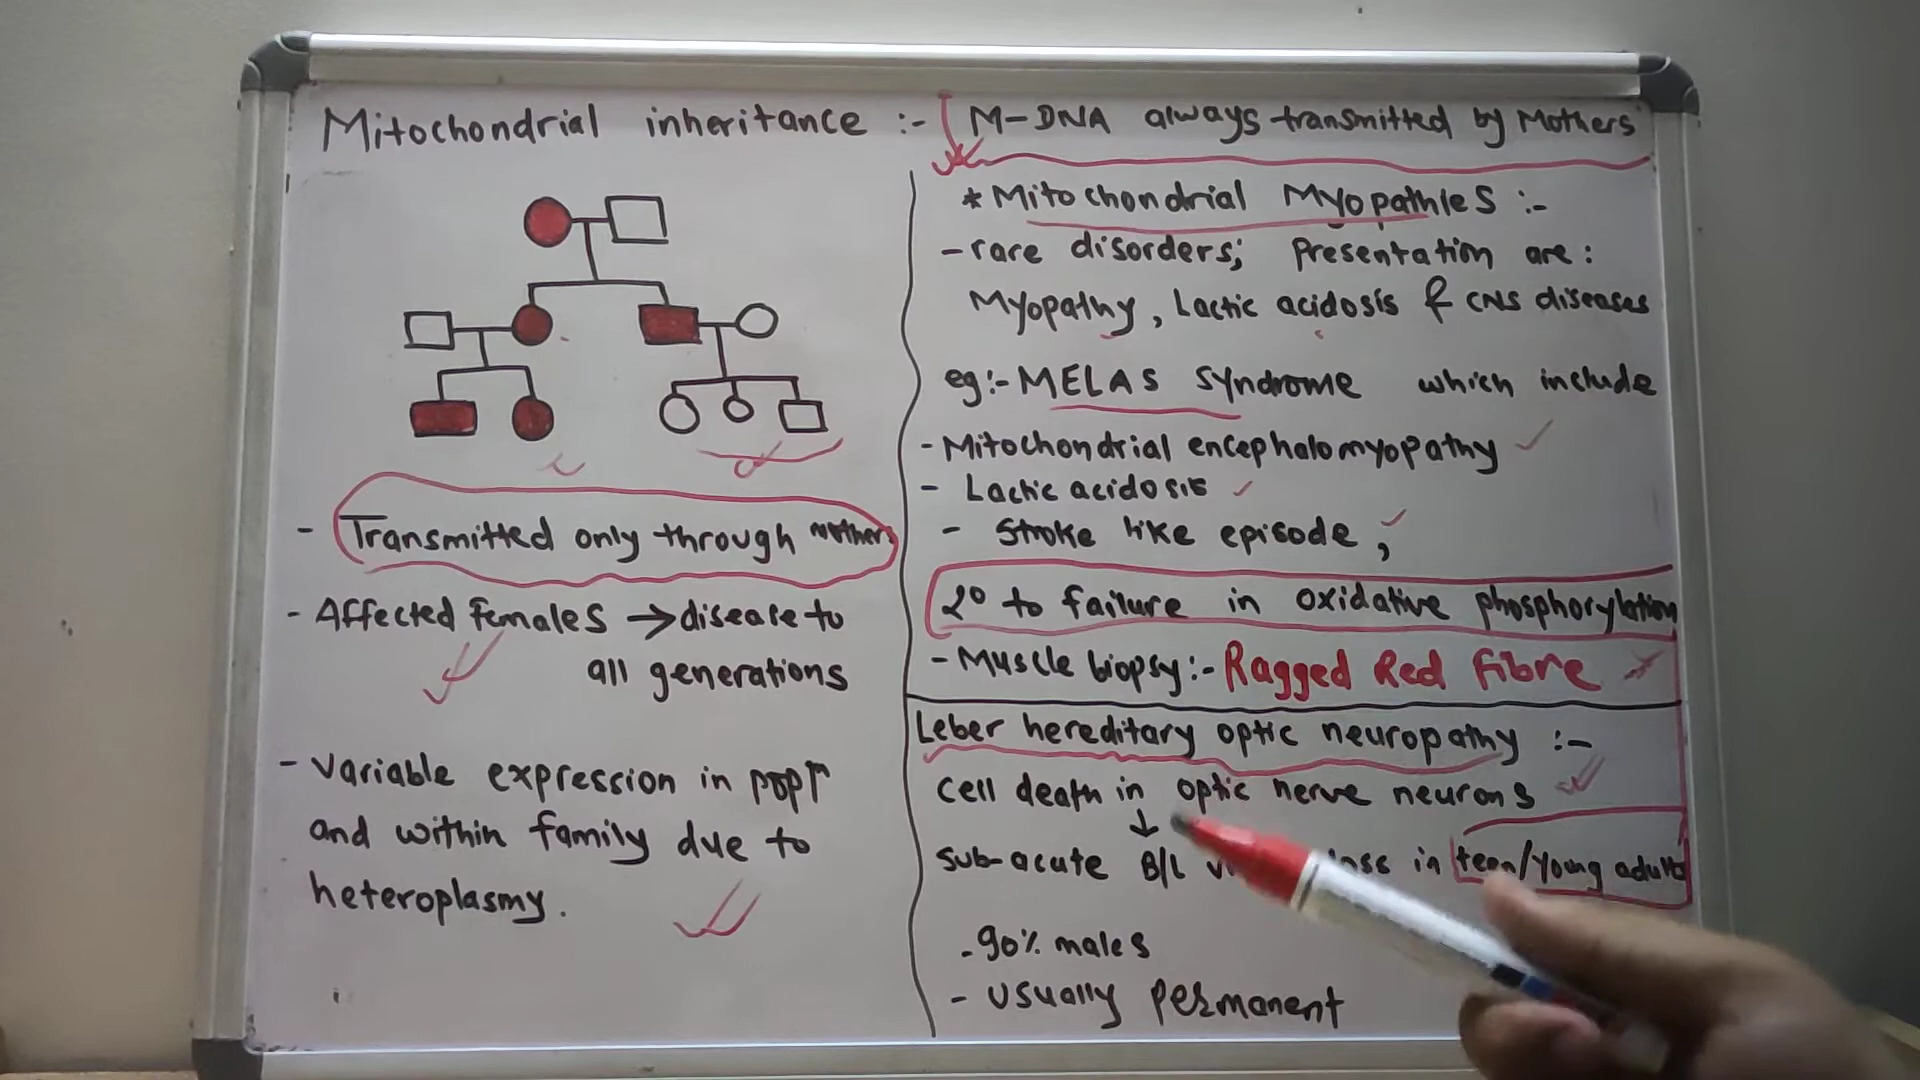 Mitochondrial inheritance :- M-DNA always transmitted by Mothers
- Transmitted only through mothers
- Affected females → disease to
all generations
- Variable expression in popn
and within family due to
heteroplasmy.
* Mitochondrial Myopathies :-
- rare disorders; Presentation are:
Myopathy, Lactic acidosis & CNS diseases
eg:- MELAS Syndrome which include
- Mitochondrial encephalomyopathy
- Lactic acidosis
- Stroke like episode,
2° to failure in oxidative phosphorylation
- Muscle biopsy:- Ragged Red Fibre
Leber hereditary optic neuropathy :-
cell death in optic nerve neurons
↓
sub-acute B/L loss in teen/young adults
- 90% males
- usually permanent